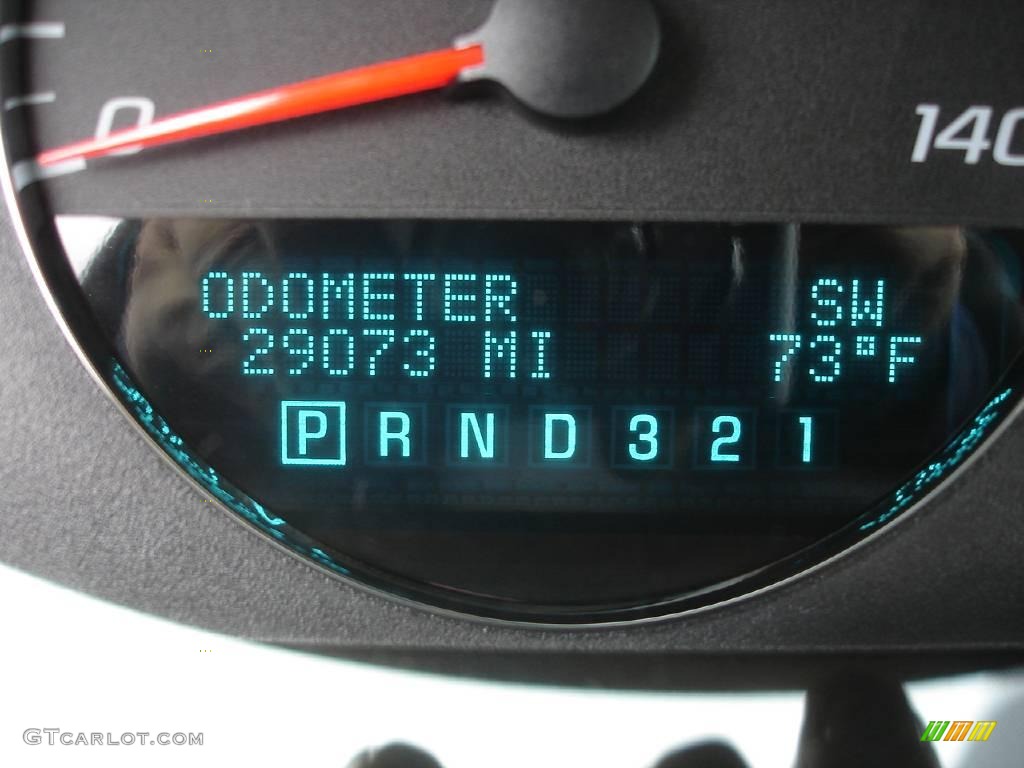 0
140
ODOMETER SW
29073 MI 73°F
P R N D 3 2 1
GTCARLOT.COM